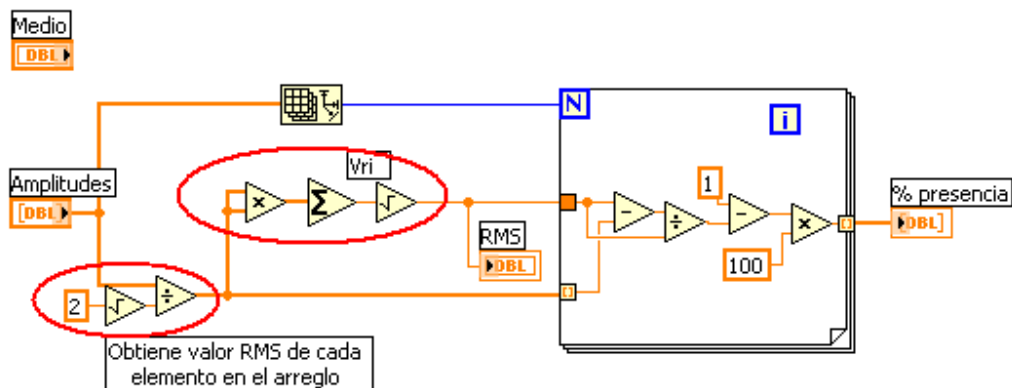 Medio
DBL
N
i
Amplitudes
[DBL]
Vri
×
Σ
√
RMS
DBL
2
√
÷
Obtiene valor RMS de cada
elemento en el arreglo
−
÷
1
−
×
100
% presencia
[DBL]